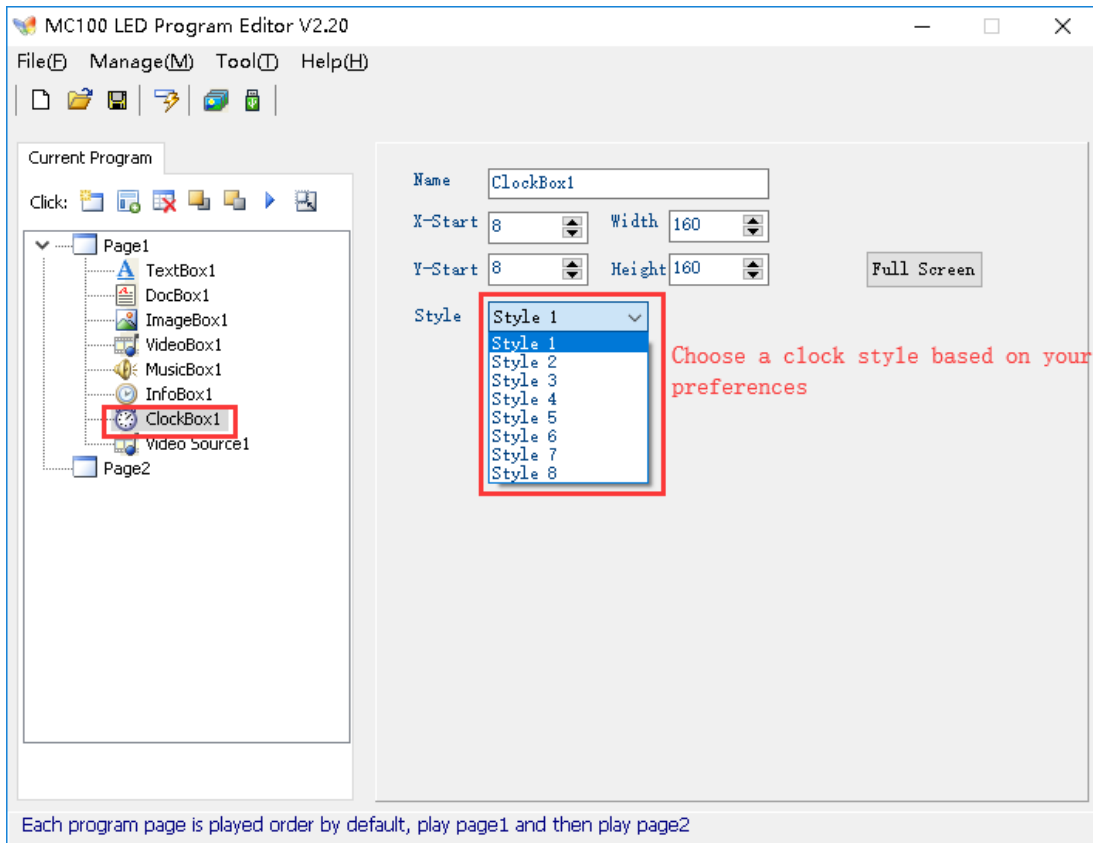 MC100 LED Program Editor V2.20
File(F) Manage(M) Tool(T) Help(H)
Current Program
Click:
Page1
TextBox1
DocBox1
ImageBox1
VideoBox1
MusicBox1
InfoBox1
ClockBox1
Video Source1
Page2
Name ClockBox1
X-Start 8 Width 160
Y-Start 8 Height 160 Full Screen
Style Style 1
Style 1
Style 2
Style 3
Style 4
Style 5
Style 6
Style 7
Style 8
Choose a clock style based on your
preferences
Each program page is played order by default, play page1 and then play page2